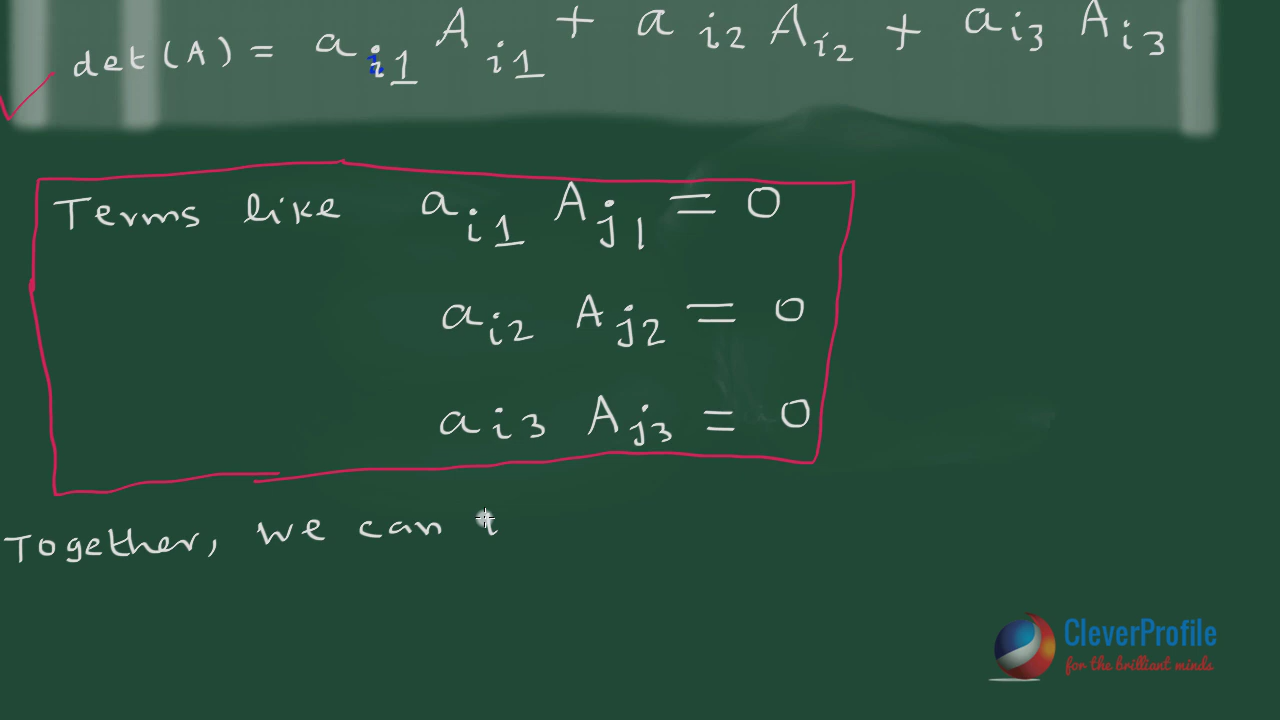 det(A) = a i1 A i1 + a i2 A i2 + a i3 A i3
Terms like a i1 A j1 = 0
a i2 A j2 = 0
a i3 A j3 = 0
Together, we can
CleverProfile
for the brilliant minds